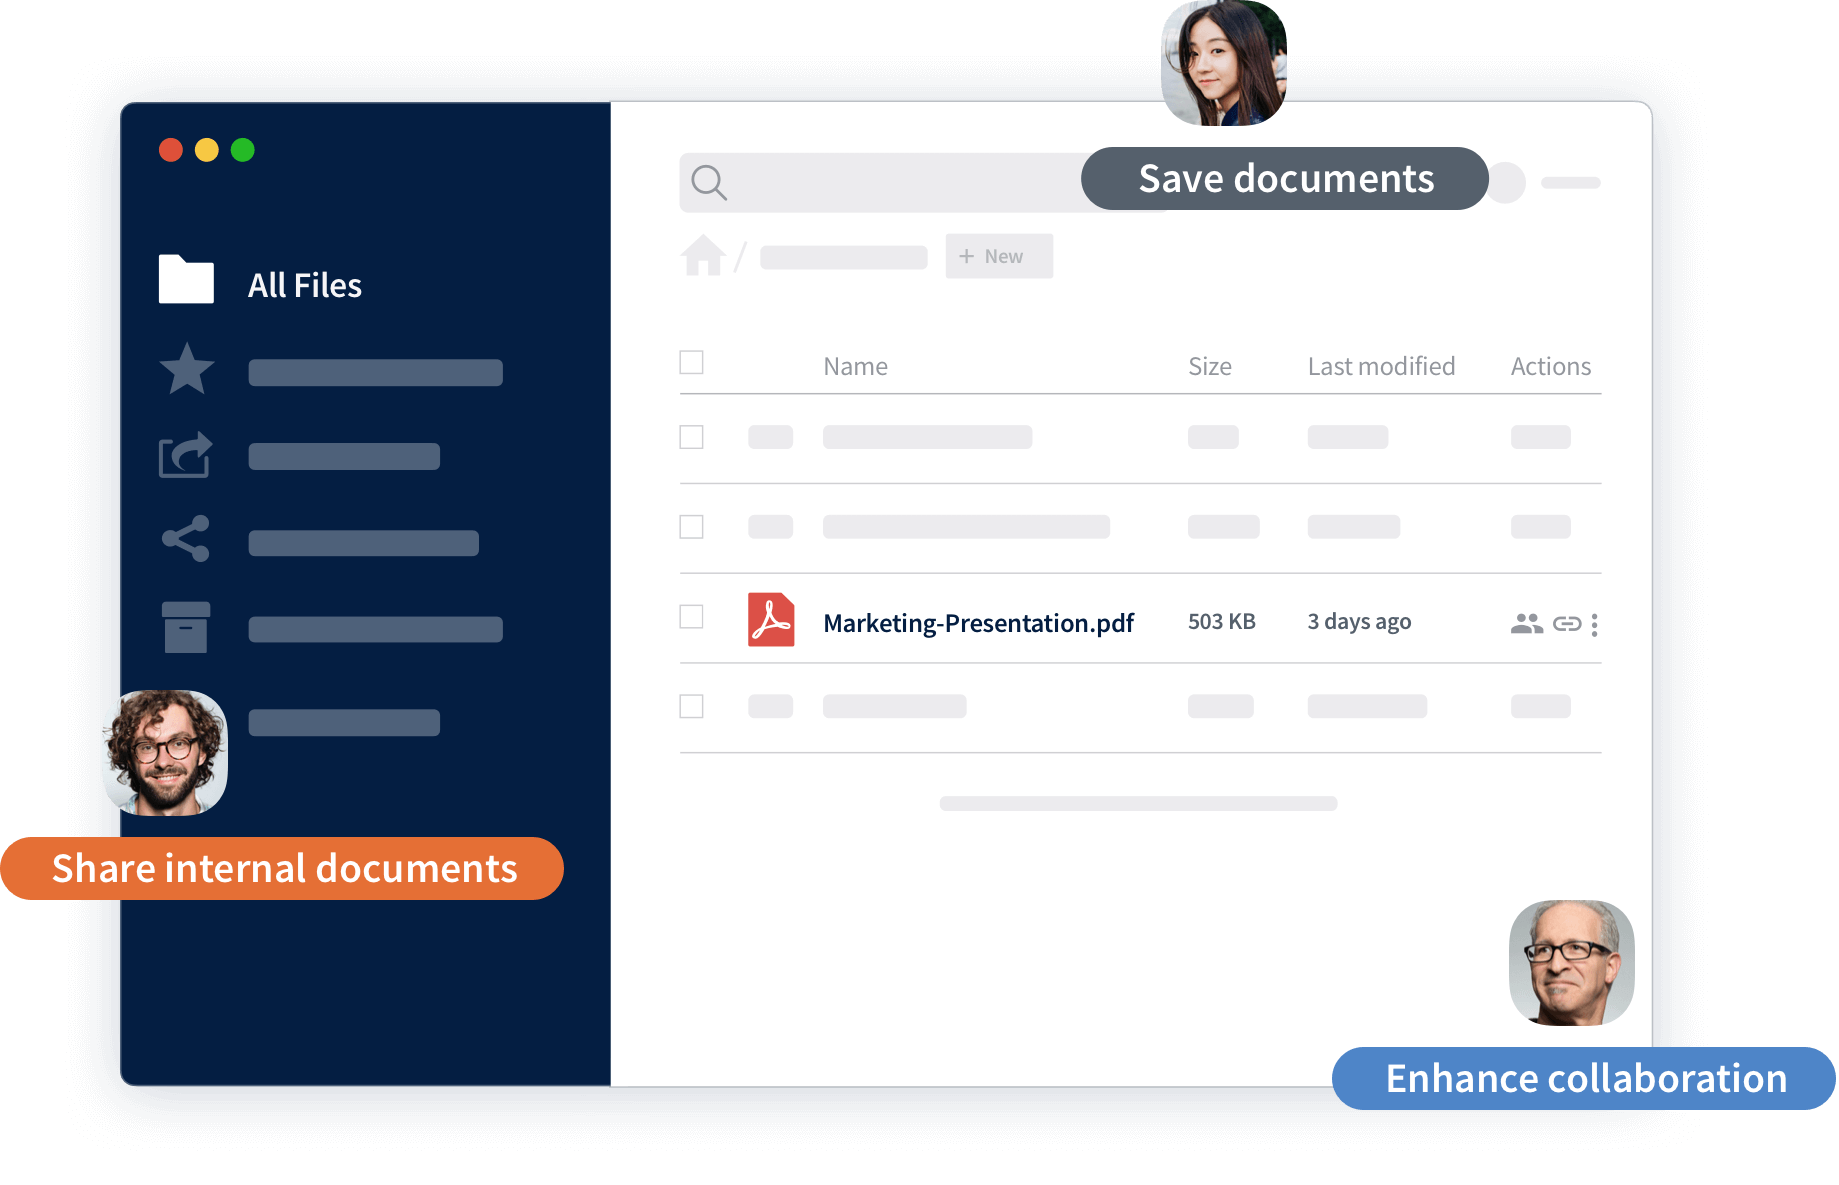 Save documents
+ New
All Files
Name Size Last modified Actions
Marketing-Presentation.pdf 503 KB 3 days ago
Share internal documents
Enhance collaboration